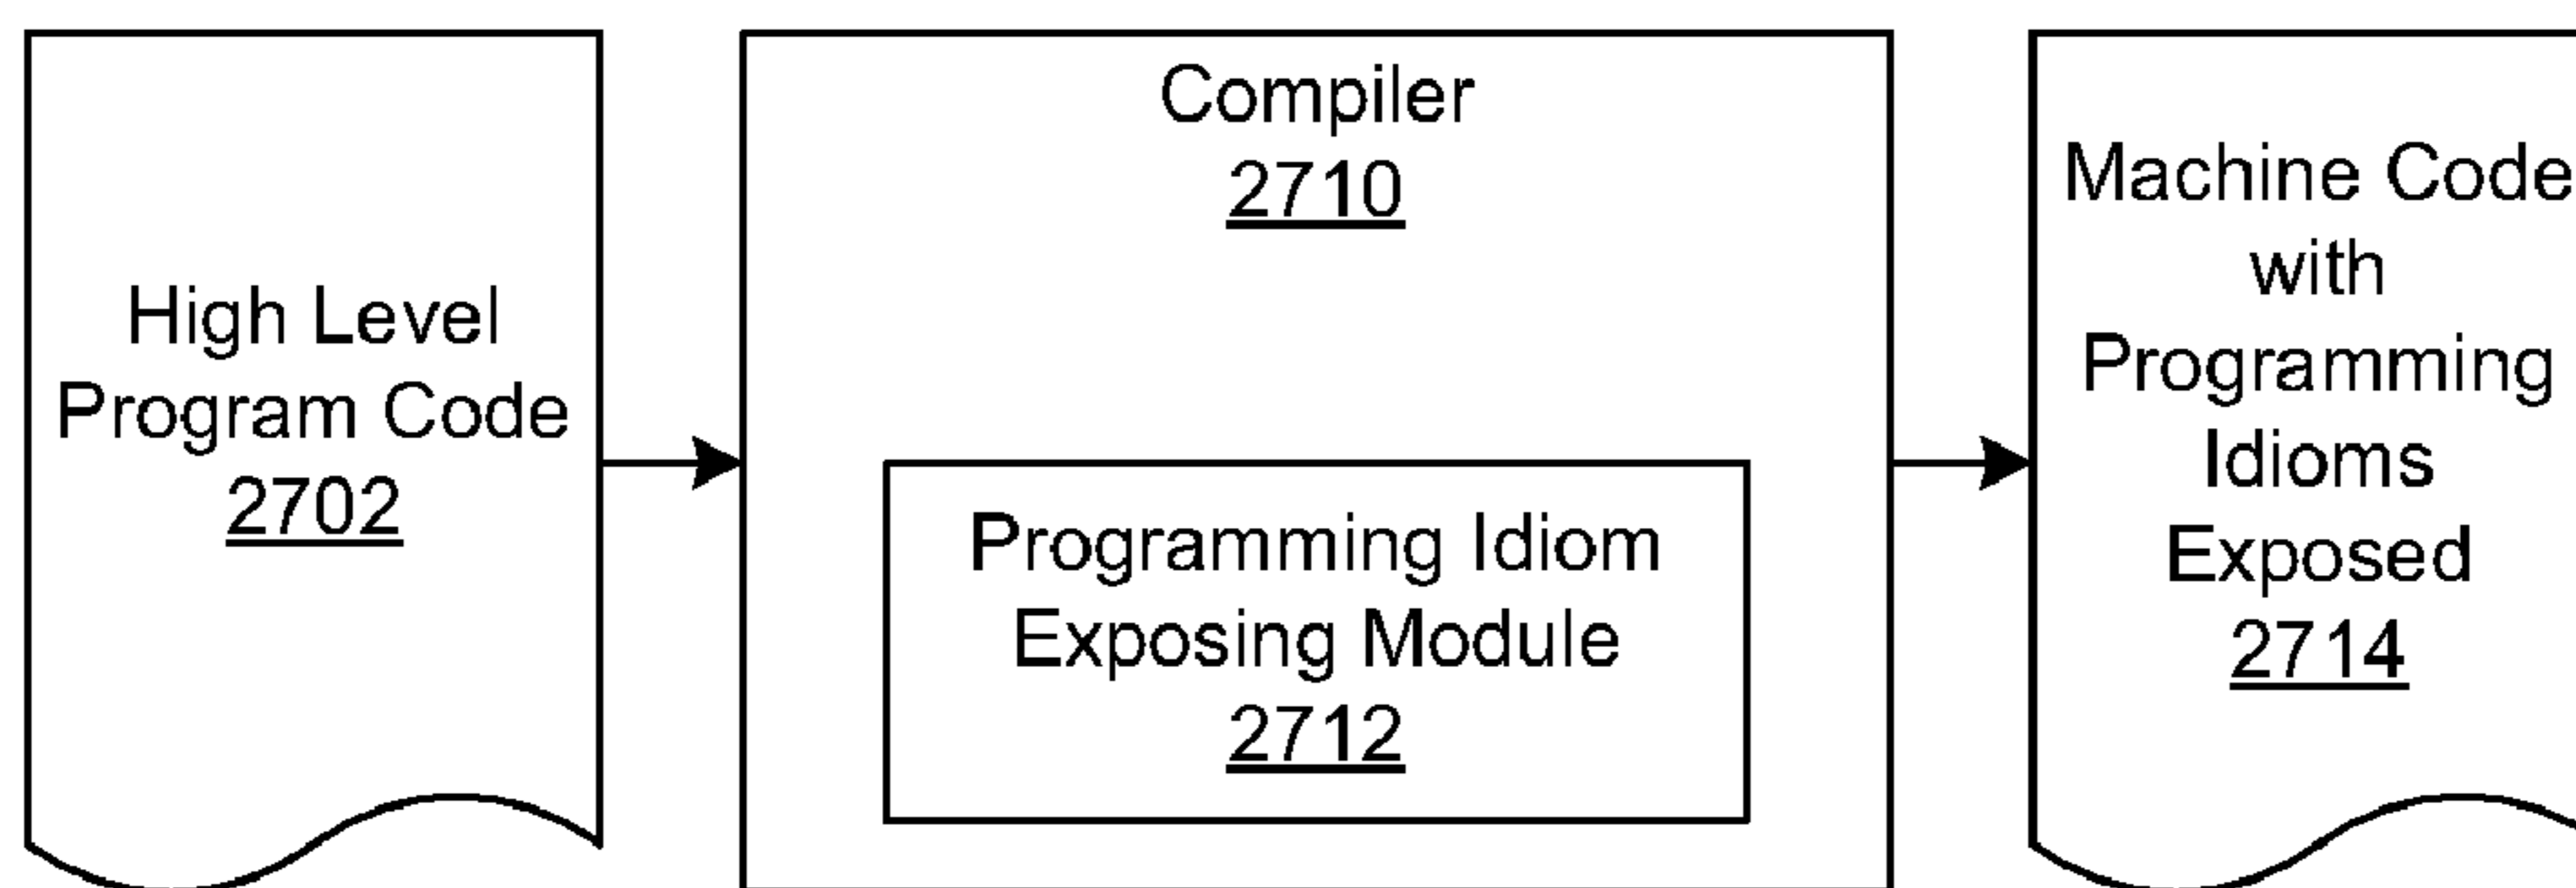 High Level
Program Code
2702
Compiler
2710
Programming Idiom
Exposing Module
2712
Machine Code
with
Programming
Idioms
Exposed
2714